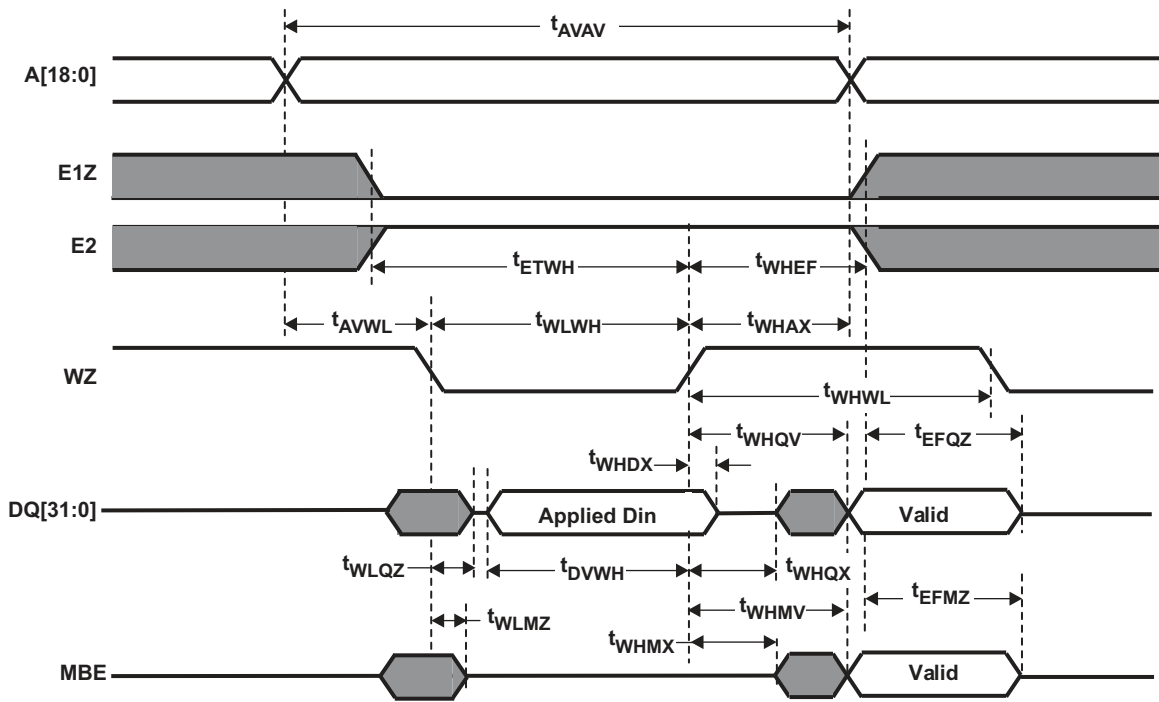 tAVAV
A[18:0]
E1Z
E2
tETWH
tWHEF
tAVWL
tWLWH
tWHAX
WZ
tWHWL
tWHQV
tEFQZ
tWHDX
DQ[31:0]
Applied Din
Valid
tWLQZ
tDVWH
tWHQX
tEFMZ
tWHMV
tWLMZ
tWHMX
MBE
Valid